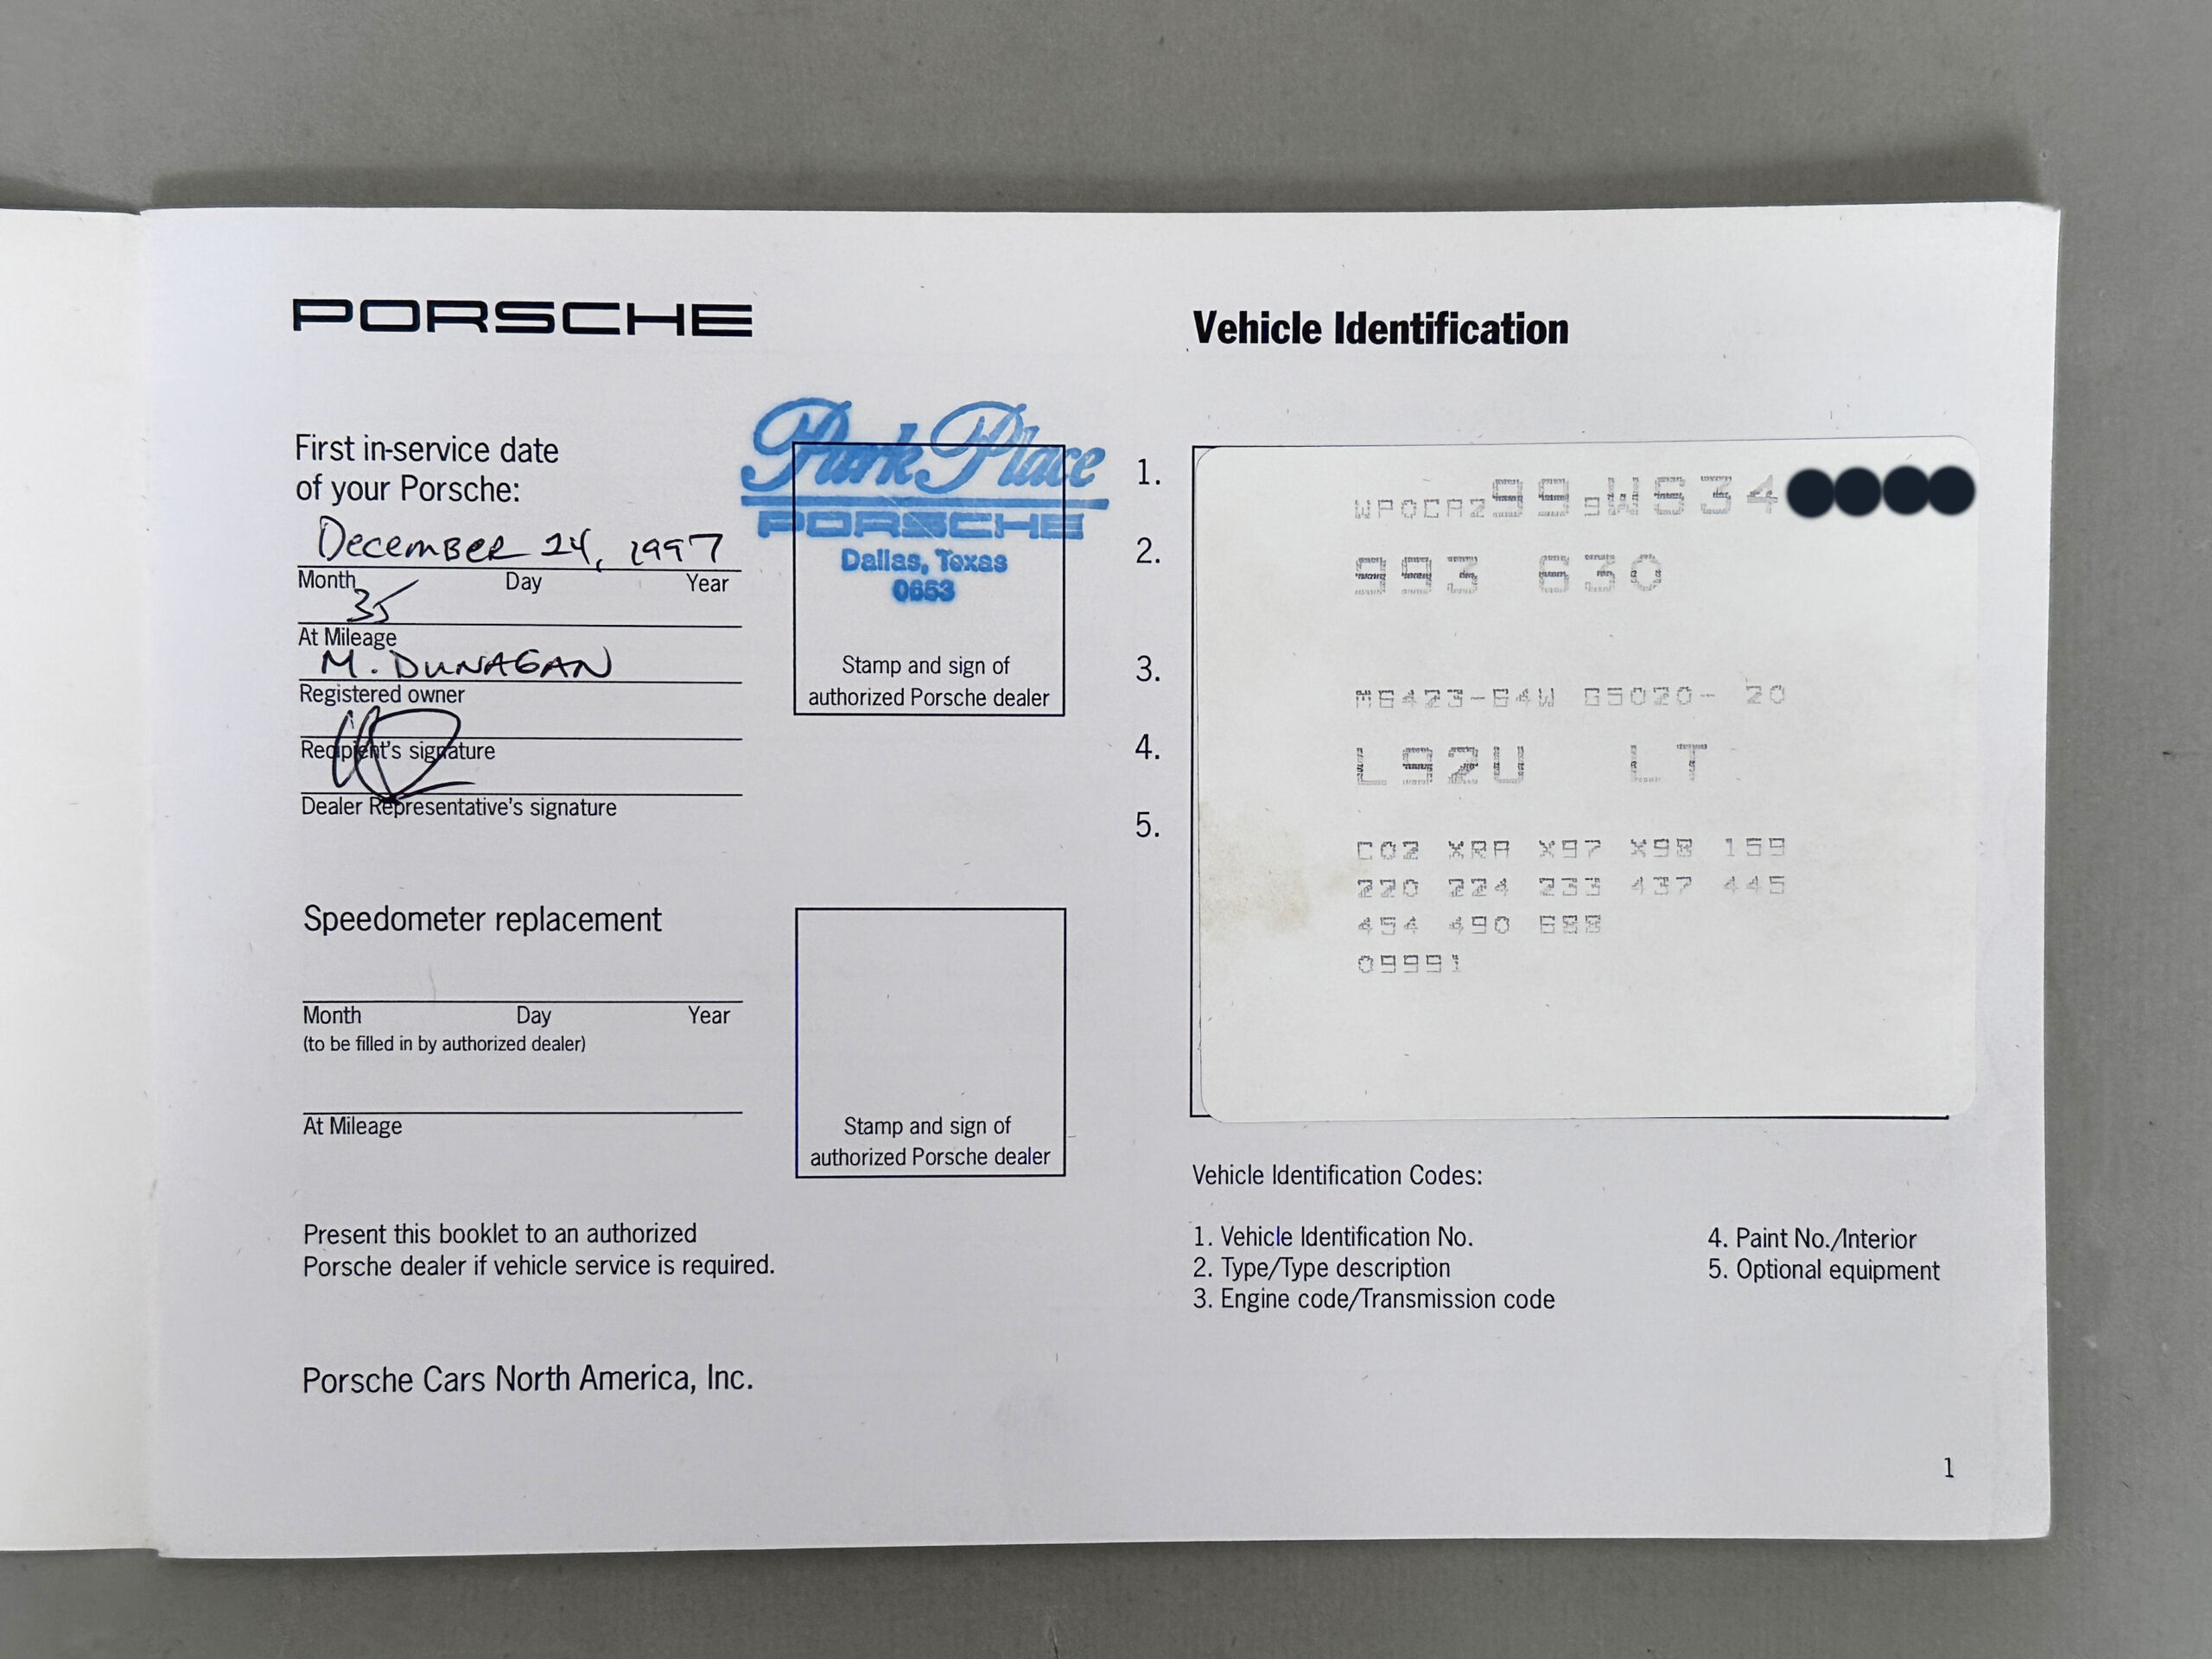 PORSCHE
First in-service date
of your Porsche:
December 24, 1997
Month Day Year
35
At Mileage
M. DUNAGAN
Registered owner
Recipient's signature
Dealer Representative's signature
Park Place
PORSCHE
Dallas, Texas
0653
Stamp and sign of
authorized Porsche dealer
Speedometer replacement
Month Day Year
(to be filled in by authorized dealer)
At Mileage
Stamp and sign of
authorized Porsche dealer
Present this booklet to an authorized
Porsche dealer if vehicle service is required.
Porsche Cars North America, Inc.
Vehicle Identification
1. WP0CA2999WS34
2. 993 630
3. M6423-64W G5020- 20
4. L92U LT
5. C02 XRA X97 X98 159
220 224 233 437 445
454 490 688
09991
Vehicle Identification Codes:
1. Vehicle Identification No.
2. Type/Type description
3. Engine code/Transmission code
4. Paint No./Interior
5. Optional equipment
1